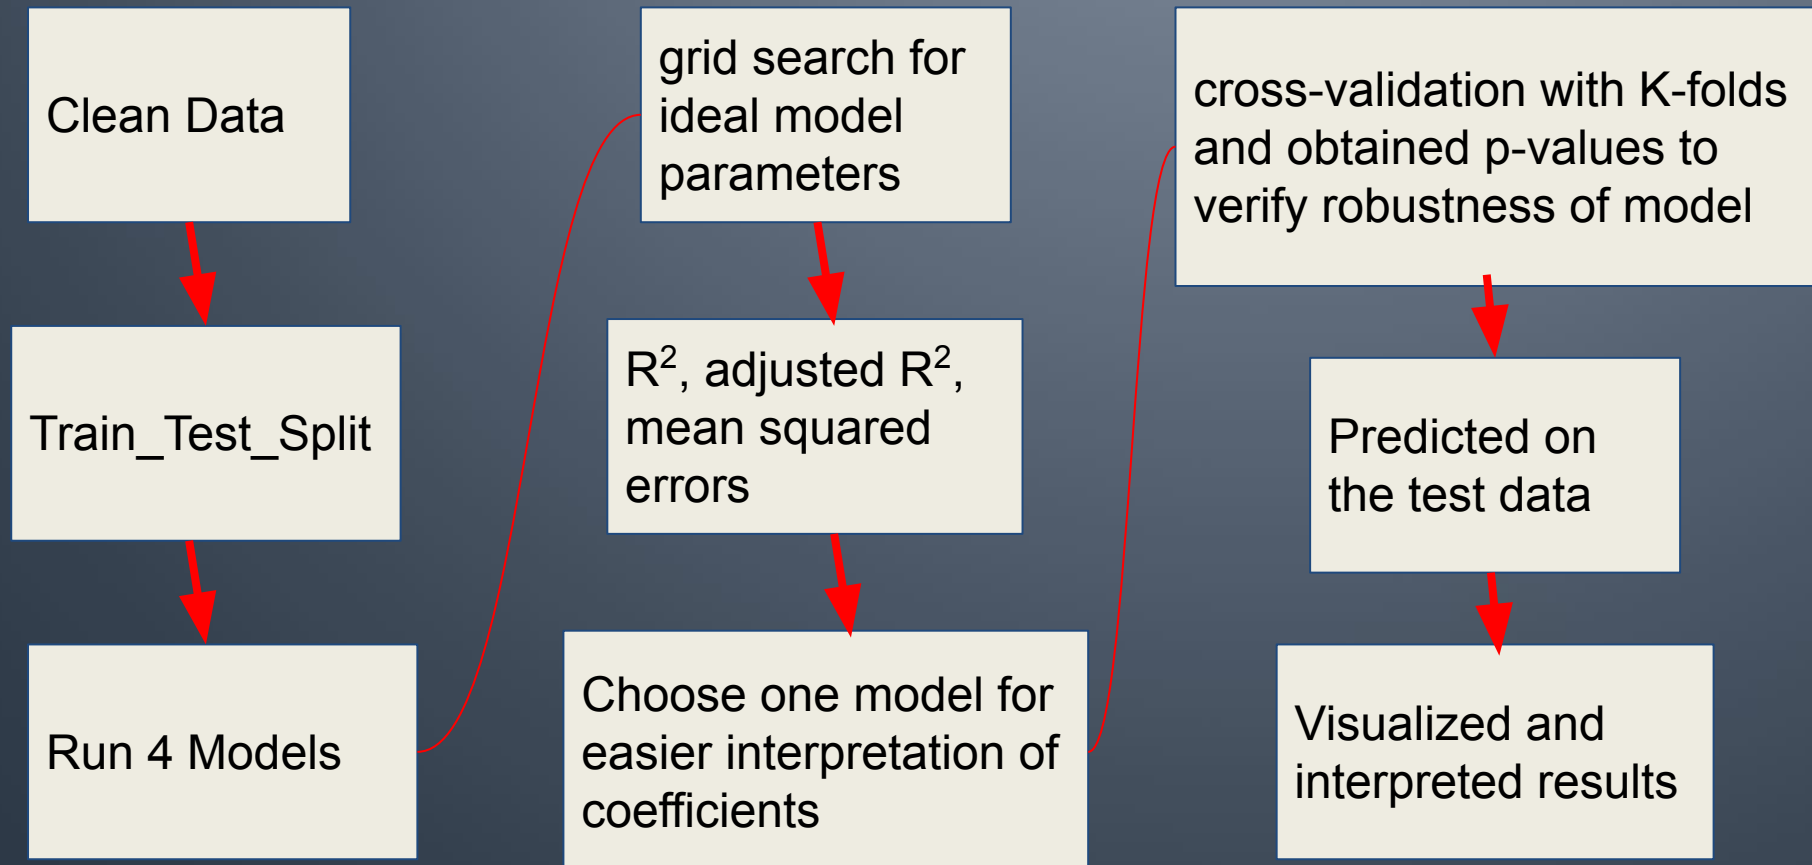 Clean Data
Train_Test_Split
Run 4 Models
grid search for
ideal model
parameters
R², adjusted R²,
mean squared
errors
Choose one model for
easier interpretation of
coefficients
cross-validation with K-folds
and obtained p-values to
verify robustness of model
Predicted on
the test data
Visualized and
interpreted results